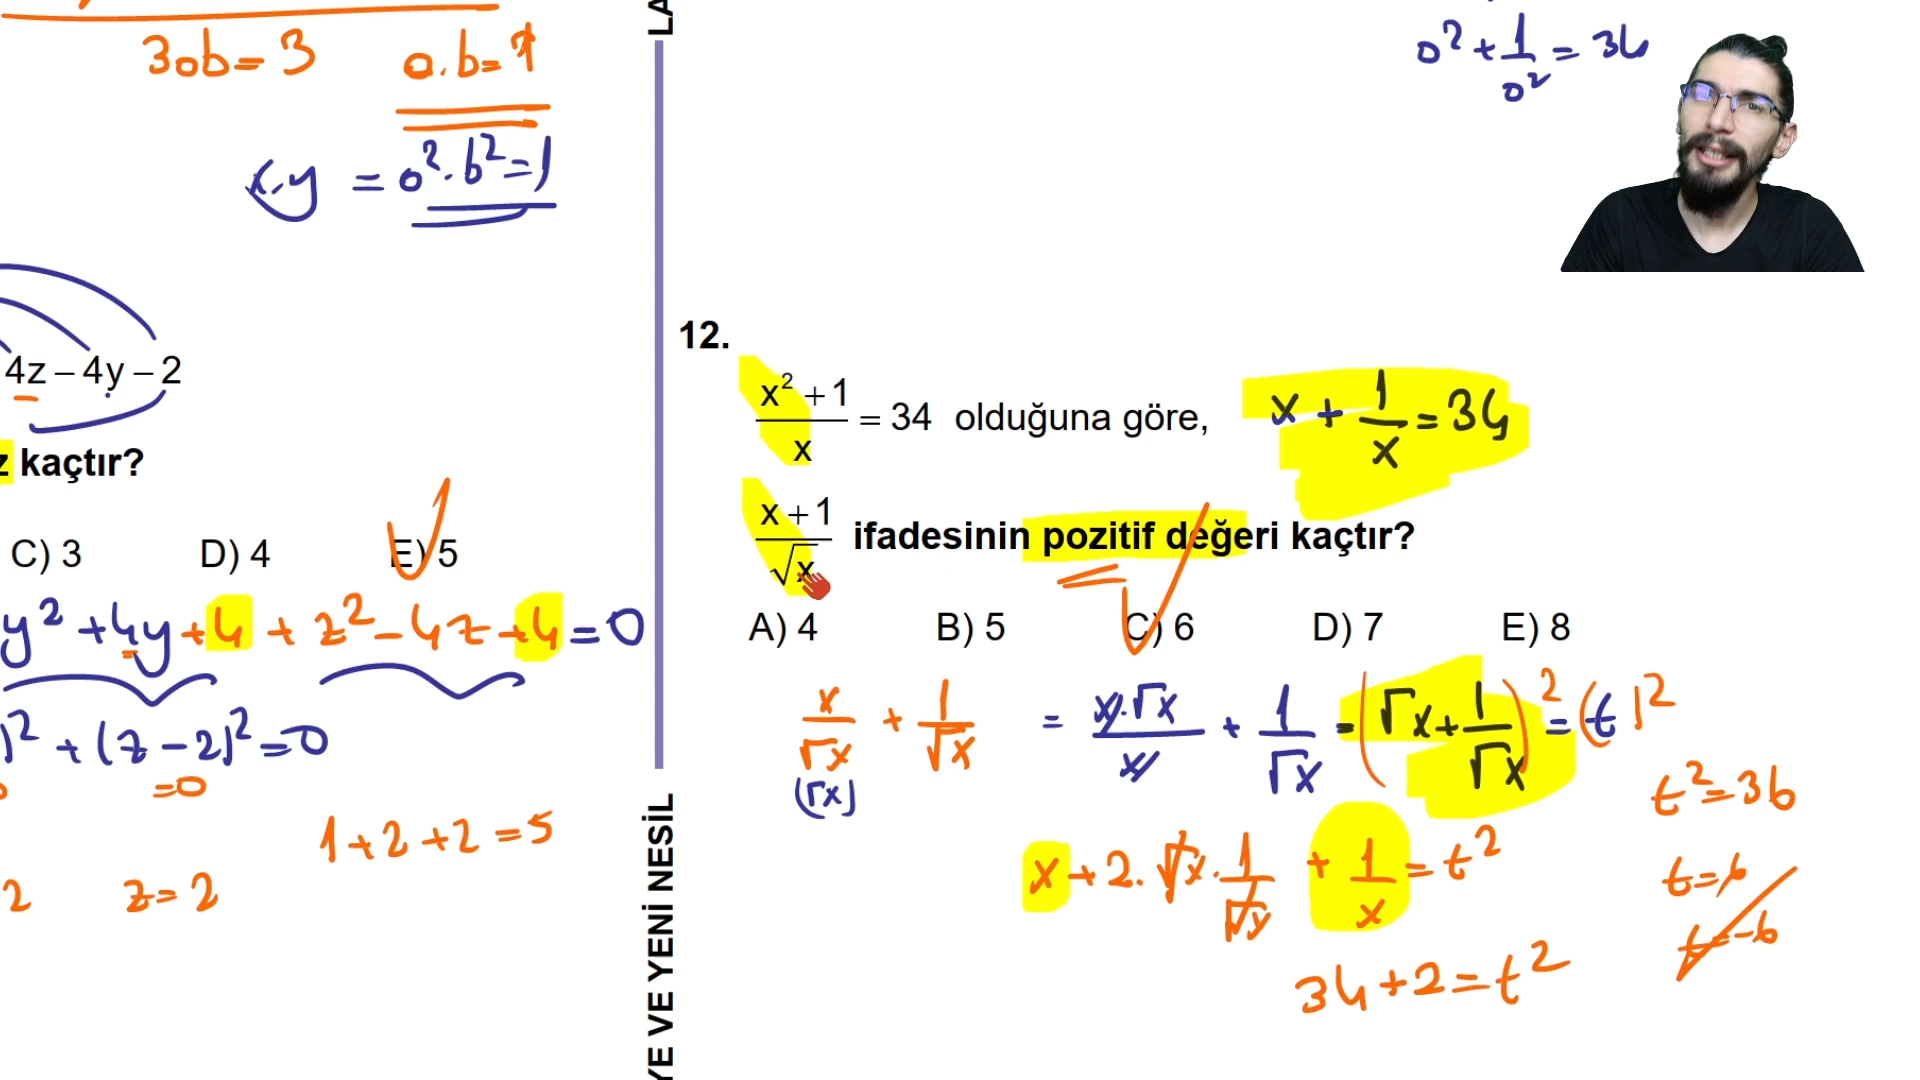 3ab = 3
a.b = 1
x.y = a².b² = 1
4z – 4y – 2
z kaçtır?
C) 3 D) 4 E) 5
y² + 4y + 4 + z² – 4z + 4 = 0
)² + (z – 2)² = 0
= 0
1 + 2 + 2 = 5
2 z = 2
LA
YE VE YENİ NESİL
a² + 1/a² = 34
12.
(x² + 1)/x = 34 olduğuna göre,
x + 1/x = 34
(x + 1)/√x ifadesinin pozitif değeri kaçtır?
A) 4 B) 5 C) 6 D) 7 E) 8
x/√x + 1/√x = x.√x/x + 1/√x = (√x + 1/√x)² = (t)²
(√x)
t² = 36
x + 2.√x.1/√x + 1/x = t²
t = 6
t = -6
34 + 2 = t²